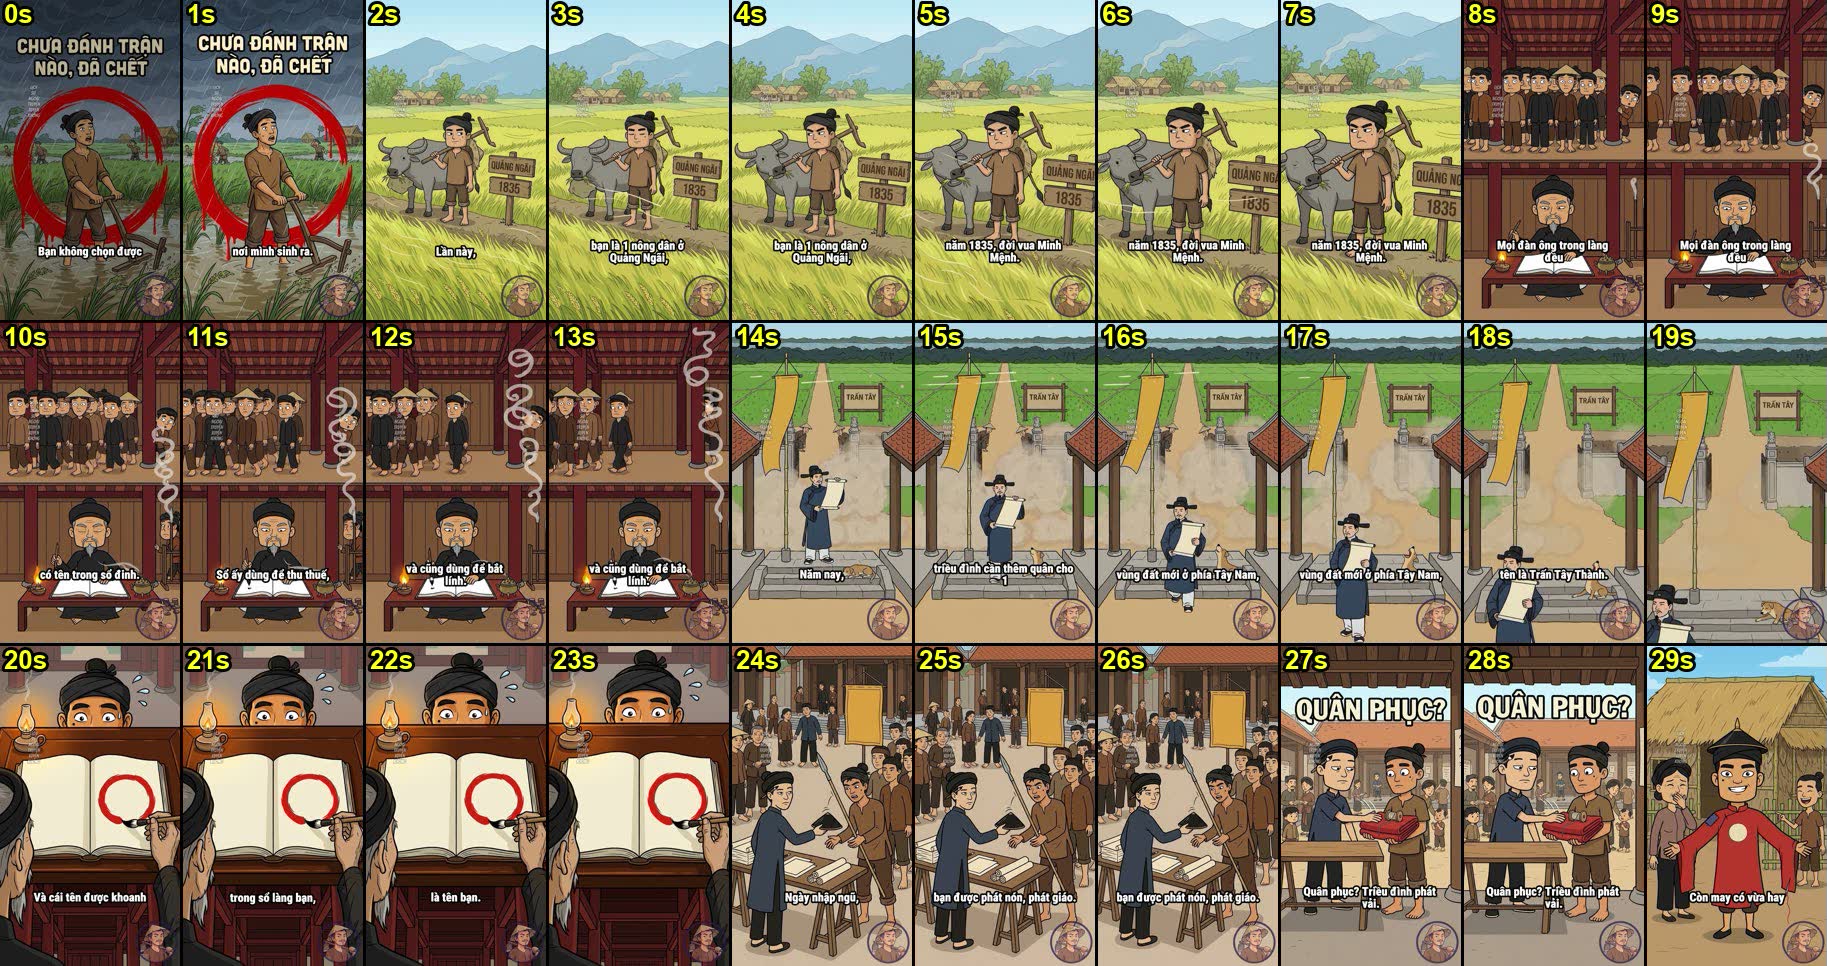 0s
CHƯA ĐÁNH TRẬN
NÀO, ĐÃ CHẾT
Bạn không chọn được
1s
CHƯA ĐÁNH TRẬN
NÀO, ĐÃ CHẾT
nơi mình sinh ra.
2s
QUẢNG NGÃI
1835
Lần này,
3s
QUẢNG NGÃI
1835
bạn là 1 nông dân ở
Quảng Ngãi,
4s
QUẢNG NGÃI
1835
bạn là 1 nông dân ở
Quảng Ngãi,
5s
QUẢNG NGÃI
1835
năm 1835, đời vua Minh
Mệnh.
6s
QUẢNG NGÃ
1835
năm 1835, đời vua Minh
Mệnh.
7s
QUẢNG N
1835
năm 1835, đời vua Minh
Mệnh.
8s
Mọi đàn ông trong làng
đều
9s
Mọi đàn ông trong làng
đều
10s
có tên trong sổ đinh.
11s
Sổ ấy dùng để thu thuế,
12s
và cũng dùng để bắt
lính.
13s
và cũng dùng để bắt
lính.
14s
TRẤN TÂY
Năm nay,
15s
TRẤN TÂY
triều đình cần thêm quân cho
1
16s
TRẤN TÂY
vùng đất mới ở phía Tây Nam,
17s
TRẤN TÂY
vùng đất mới ở phía Tây Nam,
18s
TRẤN TÂY
tên là Trấn Tây Thành.
19s
TRẤN TÂY
20s
Và cái tên được khoanh
21s
trong sổ làng bạn,
22s
là tên bạn.
23s
24s
Ngày nhập ngũ,
25s
bạn được phát nón, phát giáo.
26s
bạn được phát nón, phát giáo.
27s
QUÂN PHỤC?
Quân phục? Triều đình phát
vải.
28s
QUÂN PHỤC?
Quân phục? Triều đình phát
vải.
29s
Còn may có vừa hay